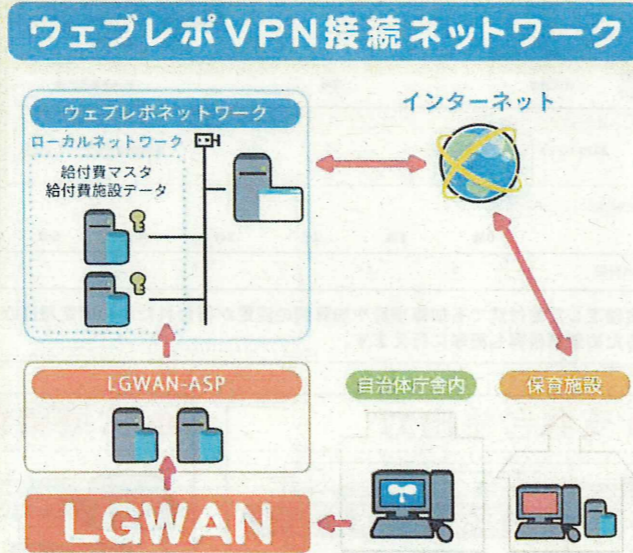 ウェブレポVPN接続ネットワーク
ウェブレポネットワーク
ローカルネットワーク
給付費マスタ
給付費施設データ
インターネット
LGWAN-ASP
自治体庁舎内
保育施設
LGWAN